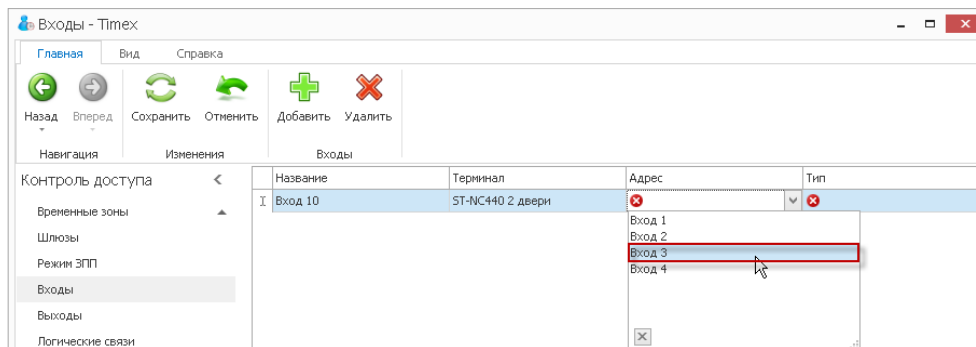 Входы - Timex
Главная Вид Справка
Назад Вперед Сохранить Отменить Добавить Удалить
Навигация Изменения Входы
Контроль доступа
Название Терминал Адрес Тип
Вход 10 ST-NC440 2 двери
Временные зоны
Шлюзы
Режим ЗПП
Входы
Выходы
Логические связи
Вход 1
Вход 2
Вход 3
Вход 4